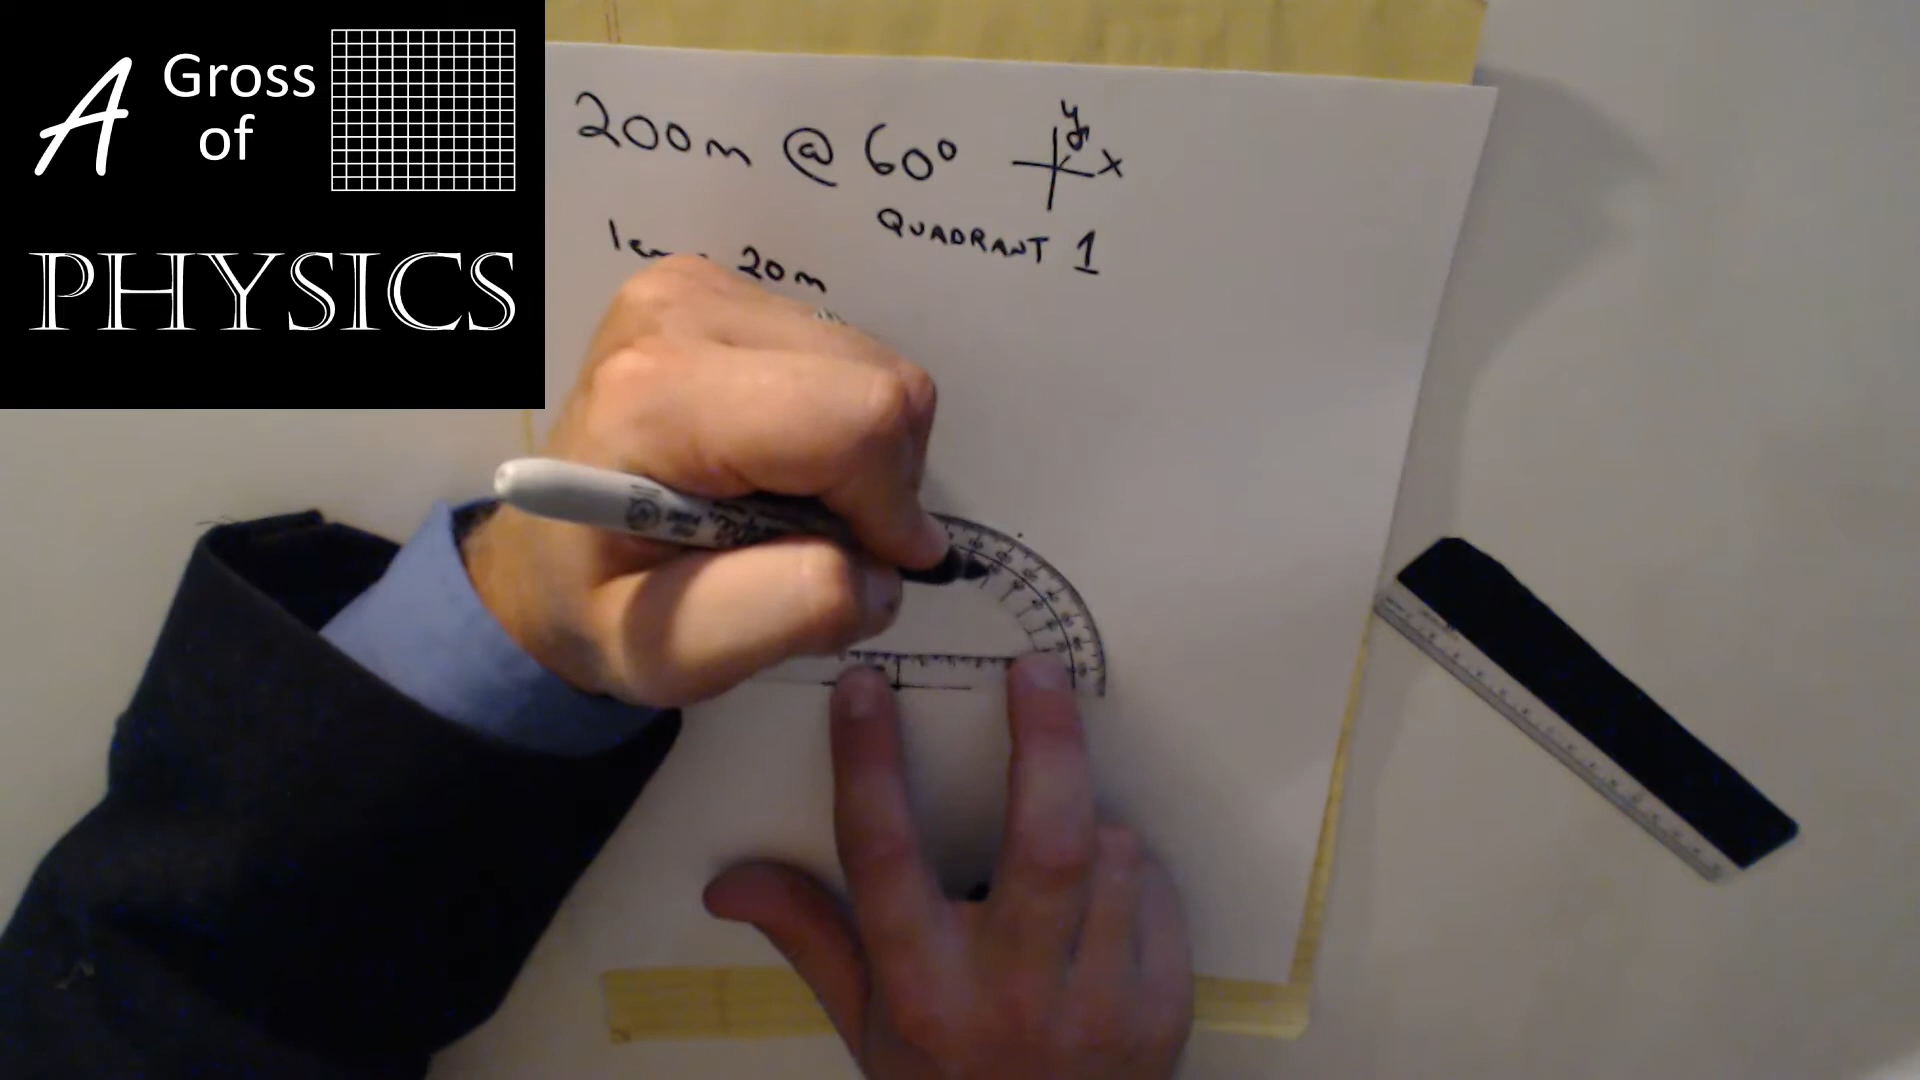 A Gross
of
PHYSICS
200m @ 60°
y
x
QUADRANT 1
20m